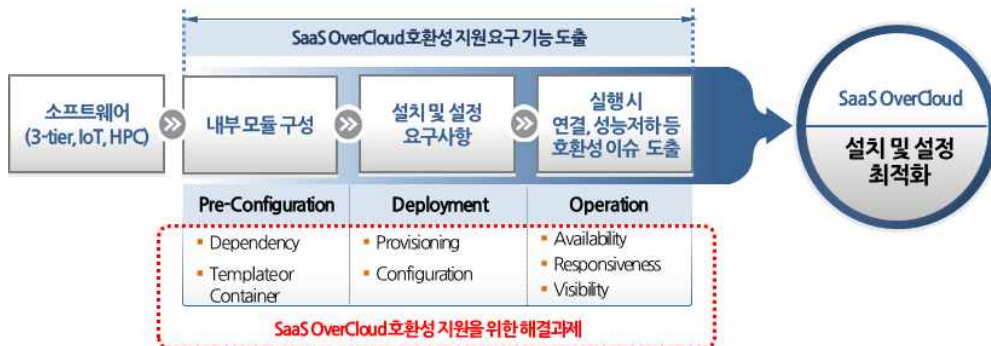 SaaS OverCloud 호환성 지원 요구 기능 도출
소프트웨어
(3-tier, IoT, HPC)
내부 모듈 구성
설치 및 설정
요구사항
실행 시
연결, 성능저하 등
호환성 이슈 도출
SaaS OverCloud
설치 및 설정
최적화
Pre-Configuration
Deployment
Operation
▪ Dependency
▪ Template or
Container
▪ Provisioning
▪ Configuration
▪ Availability
▪ Responsiveness
▪ Visibility
SaaS OverCloud 호환성 지원을 위한 해결과제